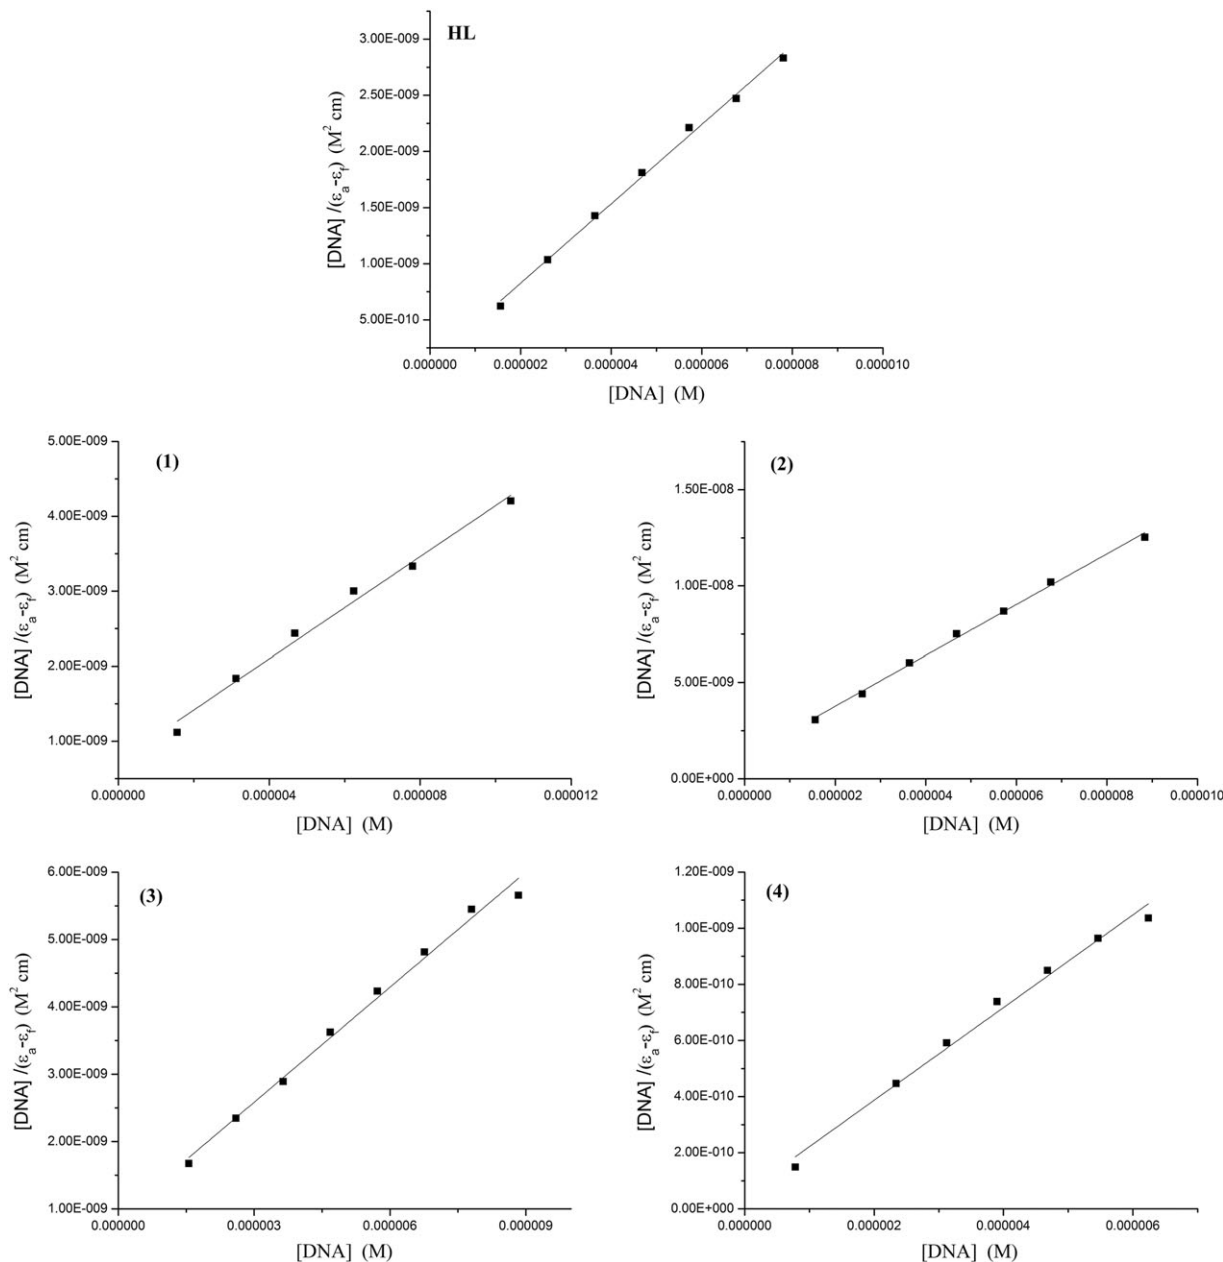 HL
3.00E-009
2.50E-009
2.00E-009
1.50E-009
1.00E-009
5.00E-010
[DNA] /(εa-εf) (M2 cm)
0.000000 0.000002 0.000004 0.000006 0.000008 0.000010
[DNA] (M)
(1)
5.00E-009
4.00E-009
3.00E-009
2.00E-009
1.00E-009
[DNA] /(εa-εf) (M2 cm)
0.000000 0.000004 0.000008 0.000012
[DNA] (M)
(2)
1.50E-008
1.00E-008
5.00E-009
0.00E+000
[DNA] /(εa-εf) (M2 cm)
0.000000 0.000002 0.000004 0.000006 0.000008 0.000010
[DNA] (M)
(3)
6.00E-009
5.00E-009
4.00E-009
3.00E-009
2.00E-009
1.00E-009
[DNA] /(εa-εf) (M2 cm)
0.000000 0.000003 0.000006 0.000009
[DNA] (M)
(4)
1.20E-009
1.00E-009
8.00E-010
6.00E-010
4.00E-010
2.00E-010
0.00E+000
[DNA] /(εa-εf) (M2 cm)
0.000000 0.000002 0.000004 0.000006
[DNA] (M)